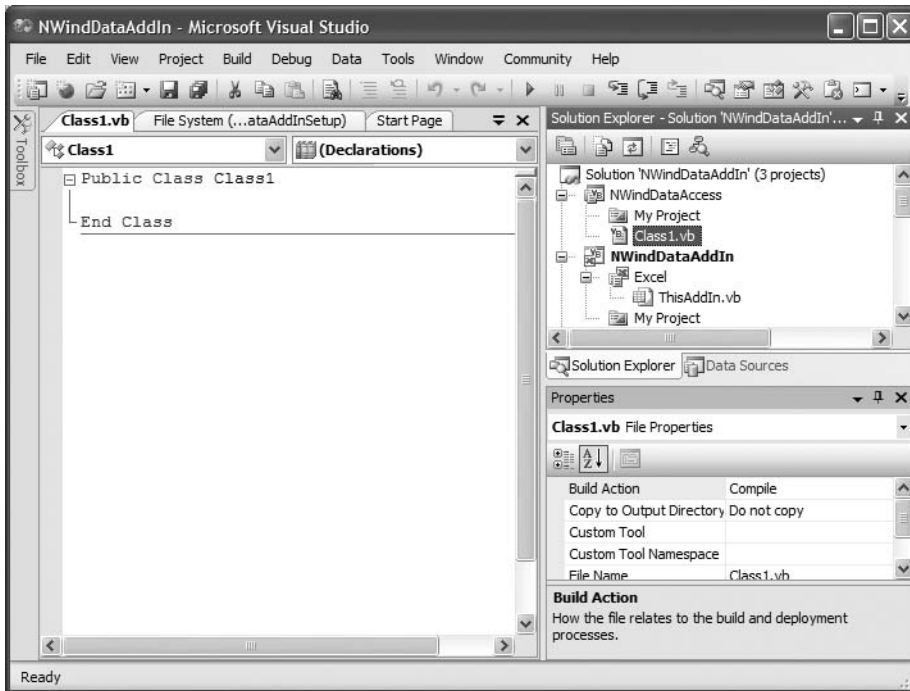 NWindDataAddIn - Microsoft Visual Studio
File Edit View Project Build Debug Data Tools Window Community Help
Toolbox
Class1.vb File System (...ataAddInSetup) Start Page
Class1 (Declarations)
Public Class Class1
End Class
Solution Explorer - Solution 'NWindDataAddIn'...
Solution 'NWindDataAddIn' (3 projects)
NWindDataAccess
My Project
Class1.vb
NWindDataAddIn
Excel
ThisAddIn.vb
My Project
Solution Explorer Data Sources
Properties
Class1.vb File Properties
Build Action Compile
Copy to Output Directory Do not copy
Custom Tool
Custom Tool Namespace
File Name Class1.vb
Build Action
How the file relates to the build and deployment
processes.
Ready